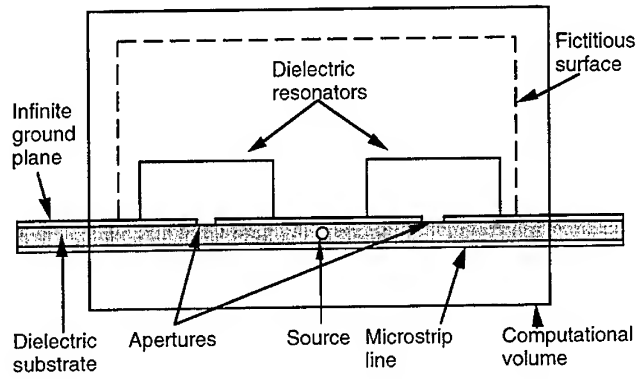 Fictitious
surface
Dielectric
resonators
Infinite
ground
plane
Dielectric
substrate
Apertures
Source
Microstrip
line
Computational
volume